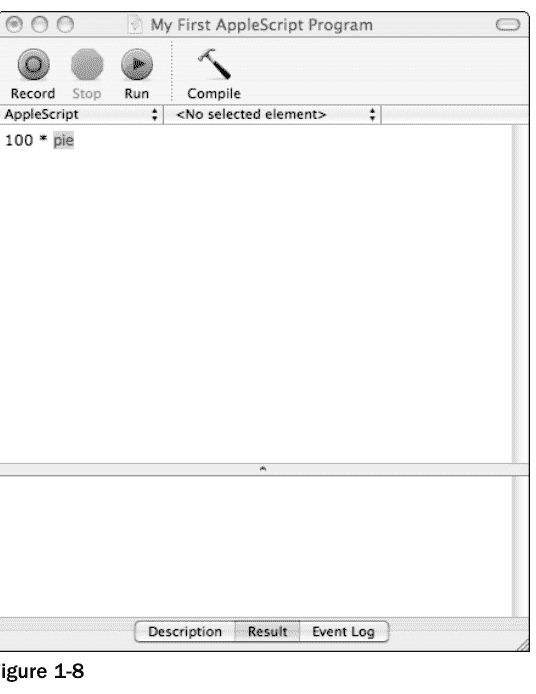 My First AppleScript Program
Record Stop Run Compile
AppleScript <No selected element>
100 * pie
Description Result Event Log
igure 1-8